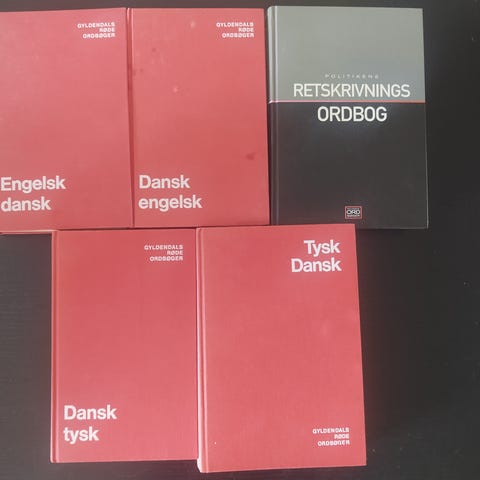 GYLDENDALS
RØDE
ORDBØGER
Engelsk
dansk
GYLDENDALS
RØDE
ORDBØGER
Dansk
engelsk
POLITIKENS
RETSKRIVNINGS
ORDBOG
ORD
GYLDENDALS
RØDE
ORDBØGER
Dansk
tysk
Tysk
Dansk
GYLDENDALS
RØDE
ORDBØGER